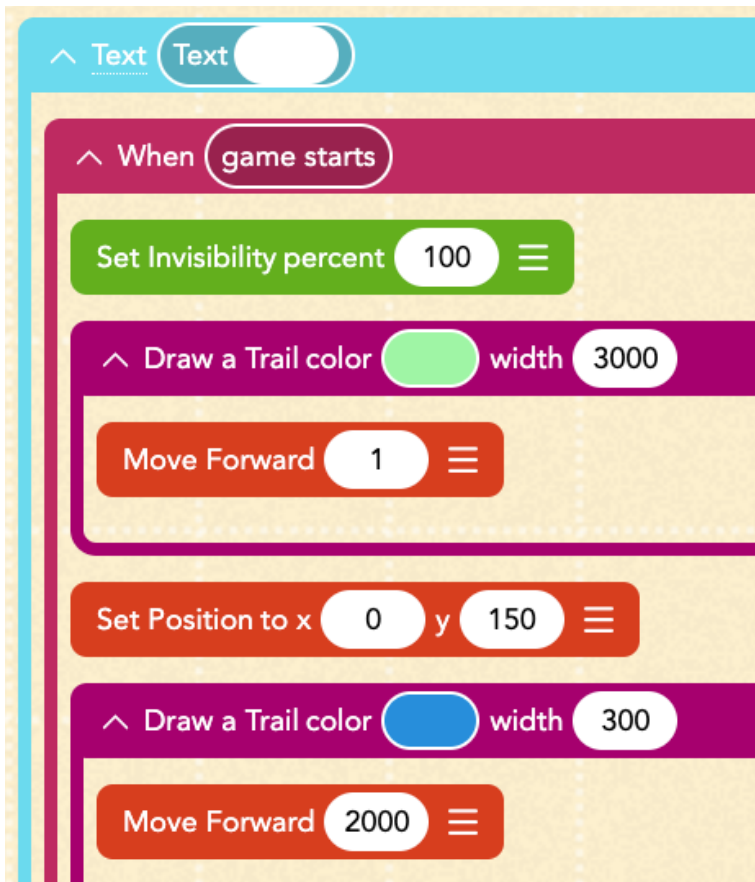 Text Text
When game starts
Set Invisibility percent 100
Draw a Trail color width 3000
Move Forward 1
Set Position to x 0 y 150
Draw a Trail color width 300
Move Forward 2000